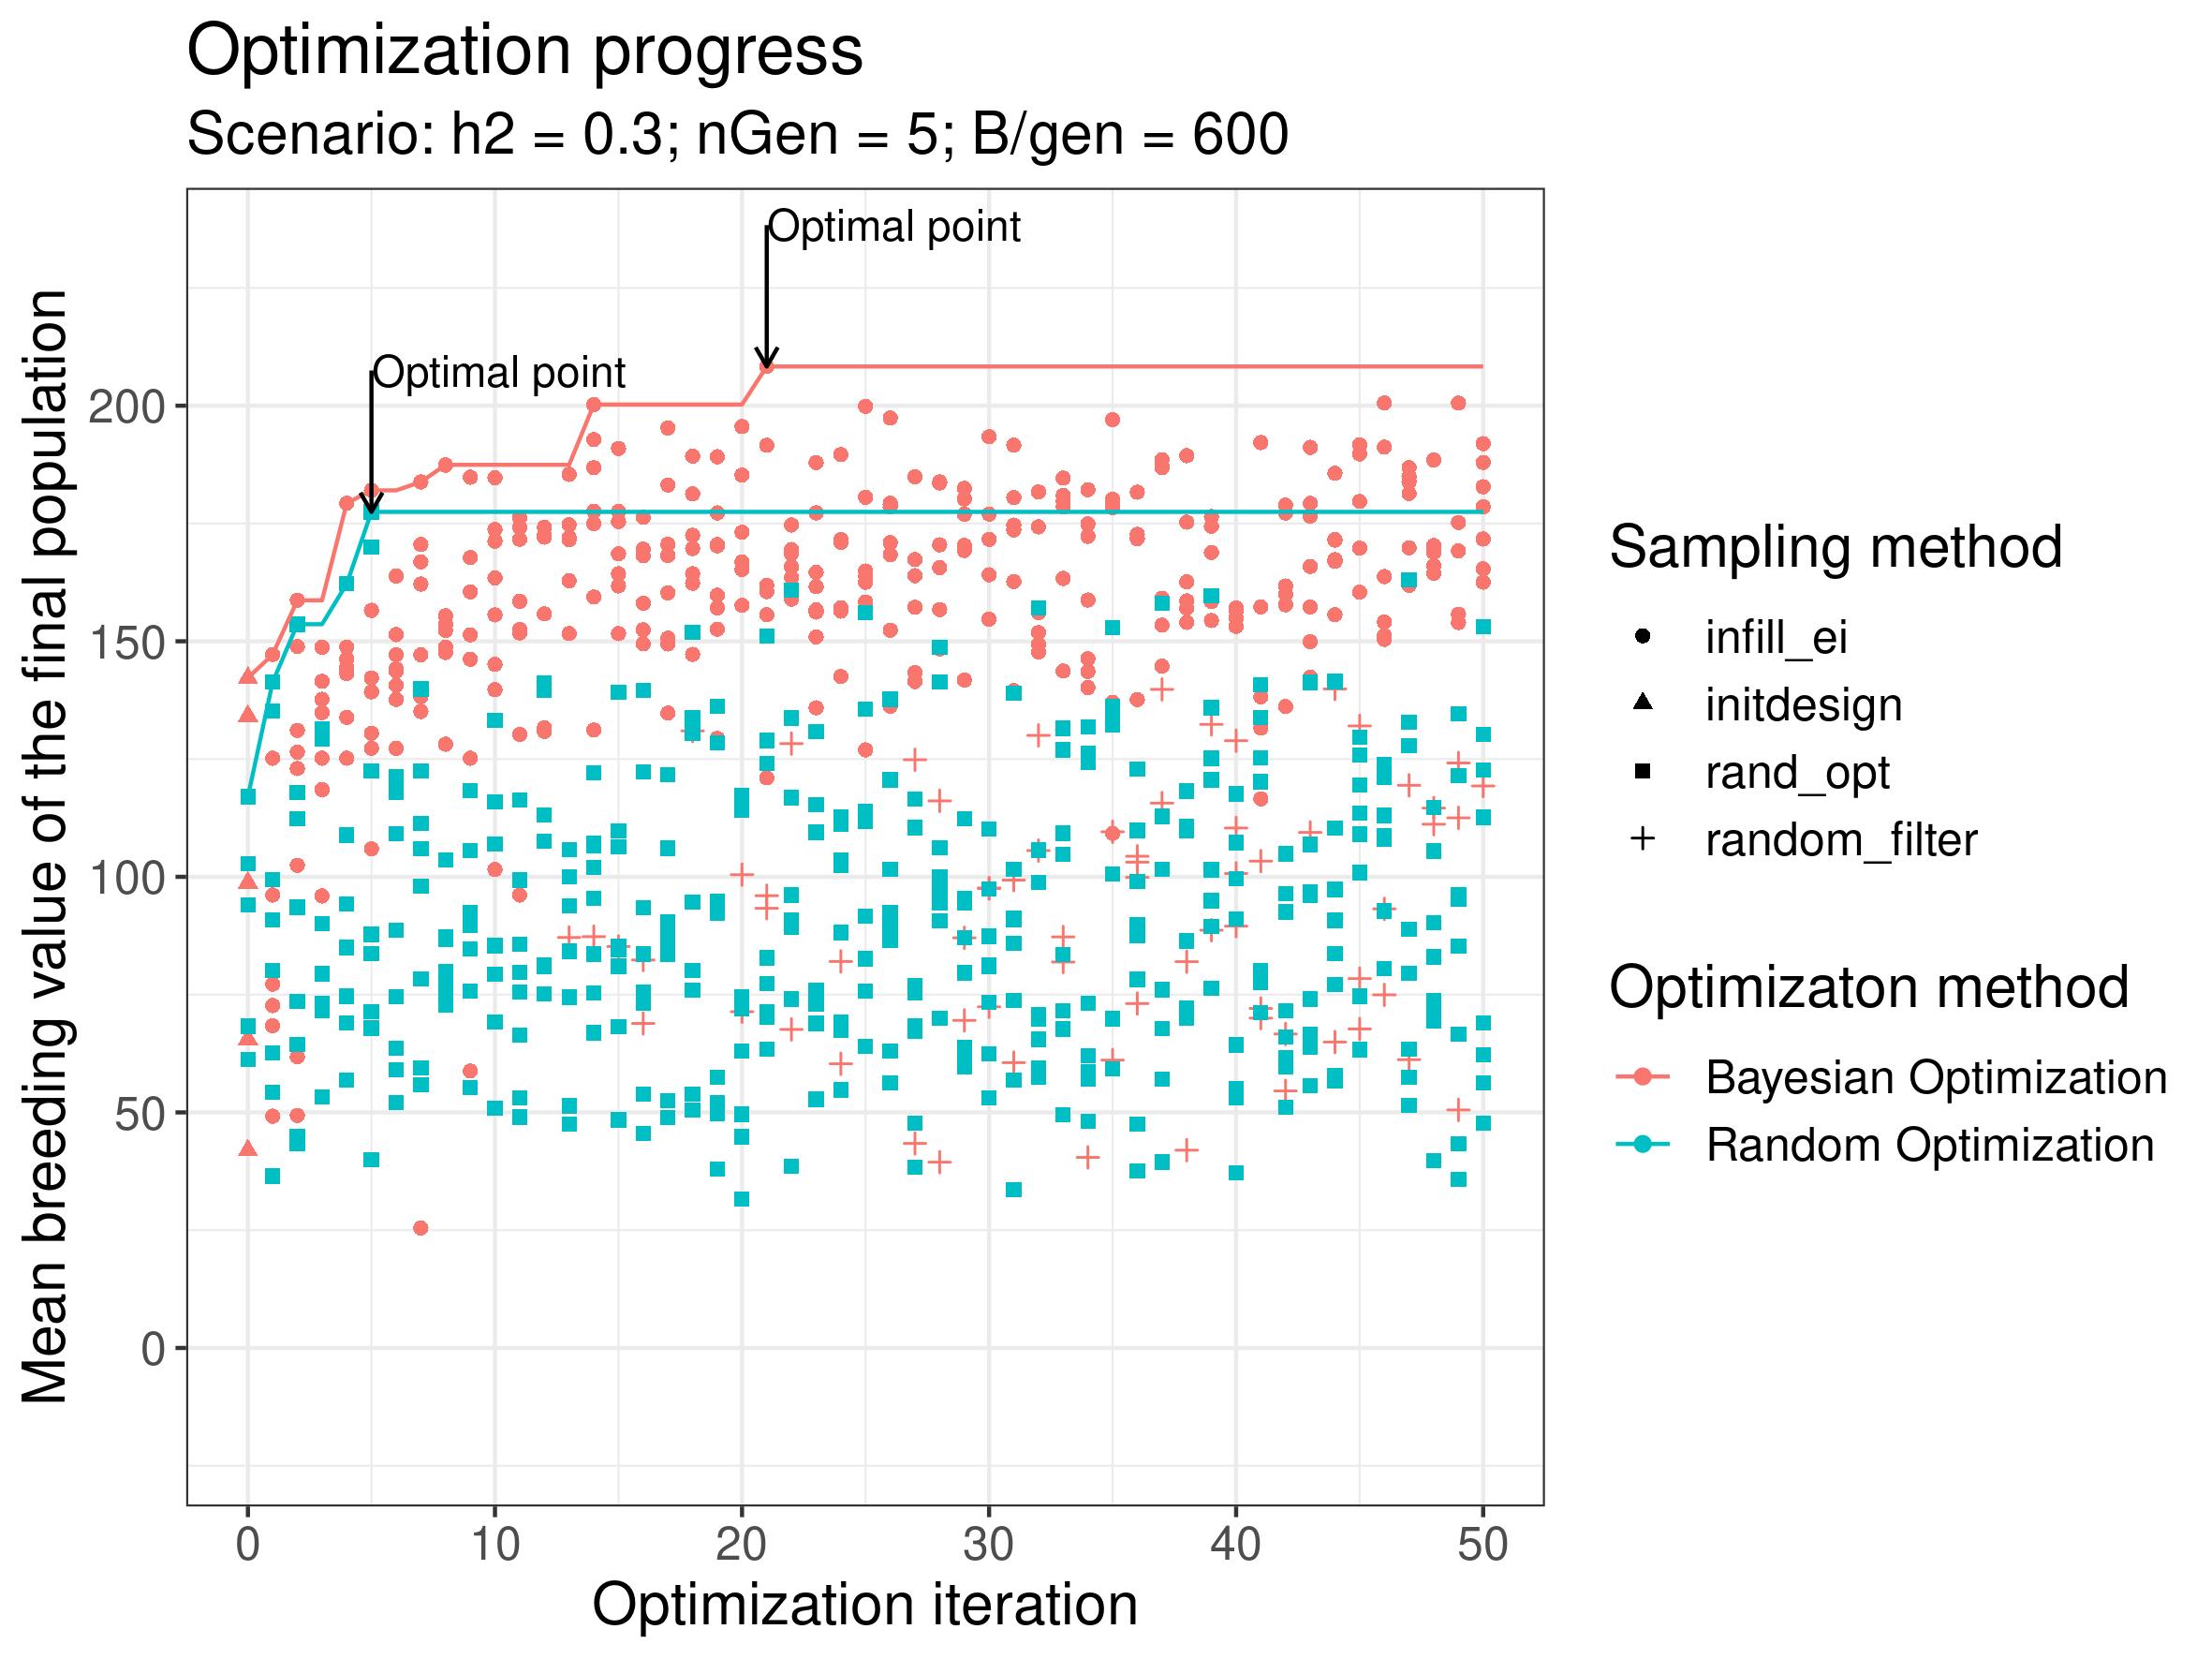 Optimization progress
Scenario: h2 = 0.3; nGen = 5; B/gen = 600
Mean breeding value of the final population
200
150
100
50
0
Optimal point
Optimal point
0 10 20 30 40 50
Optimization iteration
Sampling method
infill_ei
initdesign
rand_opt
random_filter
Optimizaton method
Bayesian Optimization
Random Optimization